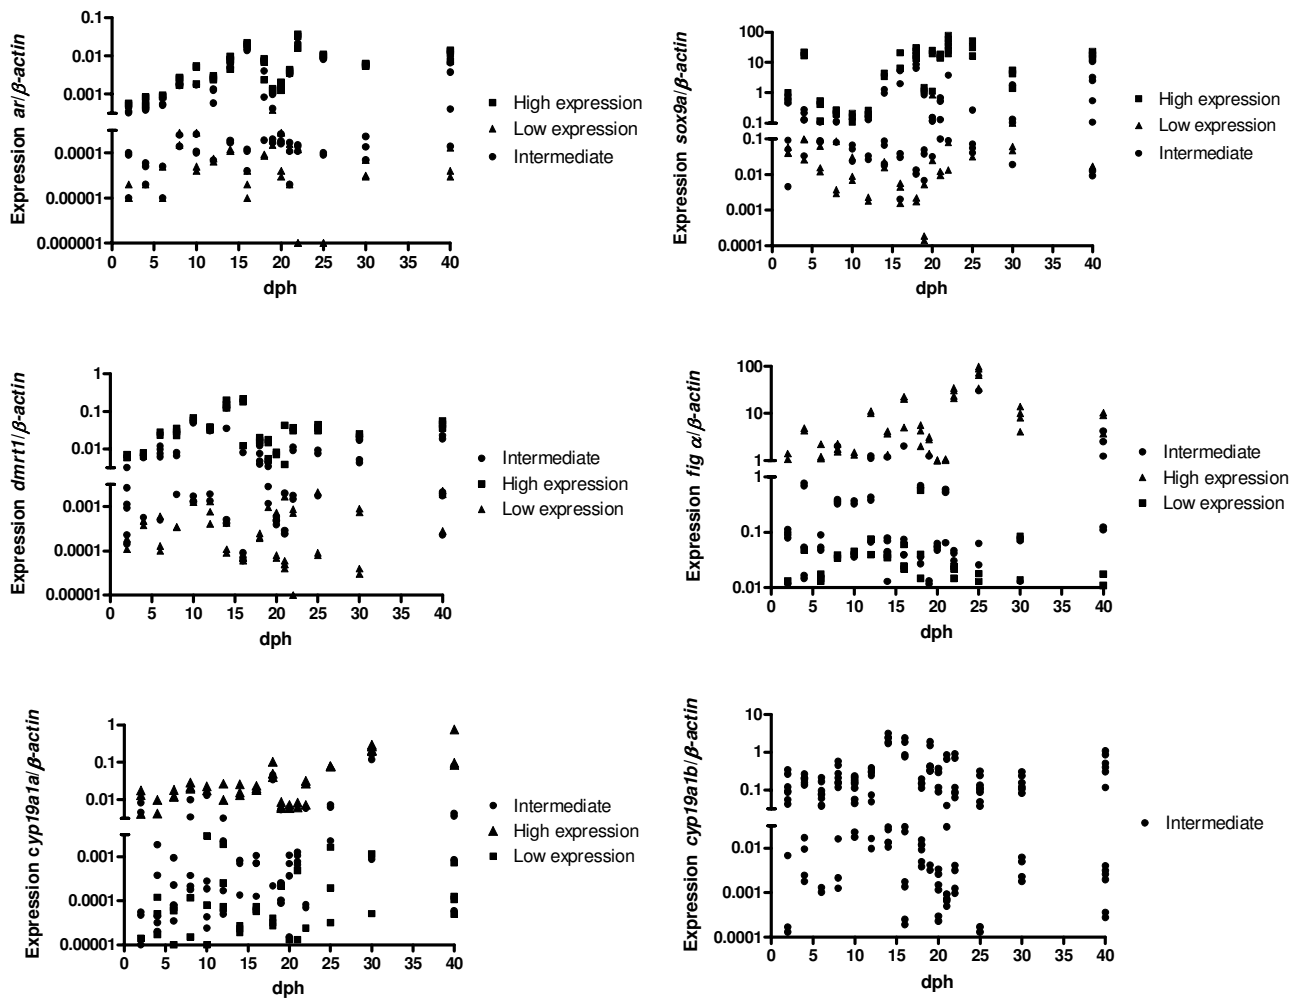 Expression ar/β-actin
0.1
0.01
0.001
0.0001
0.00001
0.000001
0 5 10 15 20 25 30 35 40
dph
High expression
Low expression
Intermediate
Expression sox9a/β-actin
100
10
1
0.1
0.1
0.01
0.001
0.0001
0 5 10 15 20 25 30 35 40
dph
High expression
Low expression
Intermediate
Expression dmrt1/β-actin
1
0.1
0.01
0.001
0.0001
0.00001
0 5 10 15 20 25 30 35 40
dph
Intermediate
High expression
Low expression
Expression fig α/β-actin
100
10
1
1
0.1
0.01
0 5 10 15 20 25 30 35 40
dph
Intermediate
High expression
Low expression
Expression cyp19a1a/β-actin
1
0.1
0.01
0.001
0.0001
0.00001
0 5 10 15 20 25 30 35 40
dph
Intermediate
High expression
Low expression
Expression cyp19a1b/β-actin
10
1
0.1
0.01
0.001
0.0001
0 5 10 15 20 25 30 35 40
dph
Intermediate